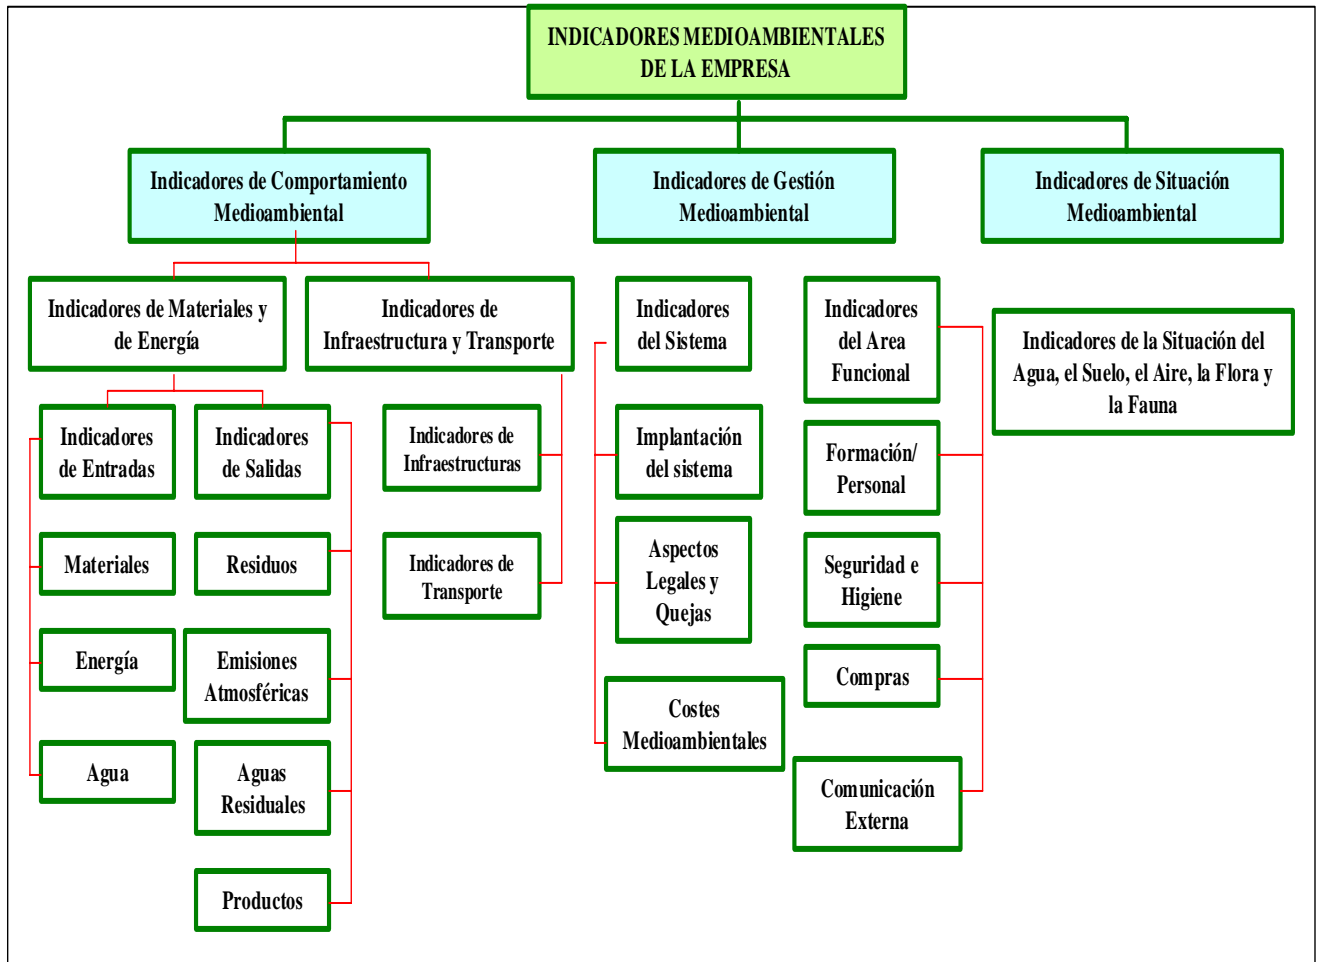 INDICADORES MEDIOAMBIENTALES
DE LA EMPRESA
Indicadores de Comportamiento
Medioambiental
Indicadores de Gestión
Medioambiental
Indicadores de Situación
Medioambiental
Indicadores de Materiales y
de Energía
Indicadores de
Infraestructura y Transporte
Indicadores
del Sistema
Indicadores
del Area
Funcional
Indicadores de la Situación del
Agua, el Suelo, el Aire, la Flora y
la Fauna
Indicadores
de Entradas
Indicadores
de Salidas
Indicadores de
Infraestructuras
Implantación
del sistema
Formación/
Personal
Materiales
Residuos
Indicadores de
Transporte
Aspectos
Legales y
Quejas
Seguridad e
Higiene
Energía
Emisiones
Atmosféricas
Compras
Costes
Medioambientales
Agua
Aguas
Residuales
Comunicación
Externa
Productos